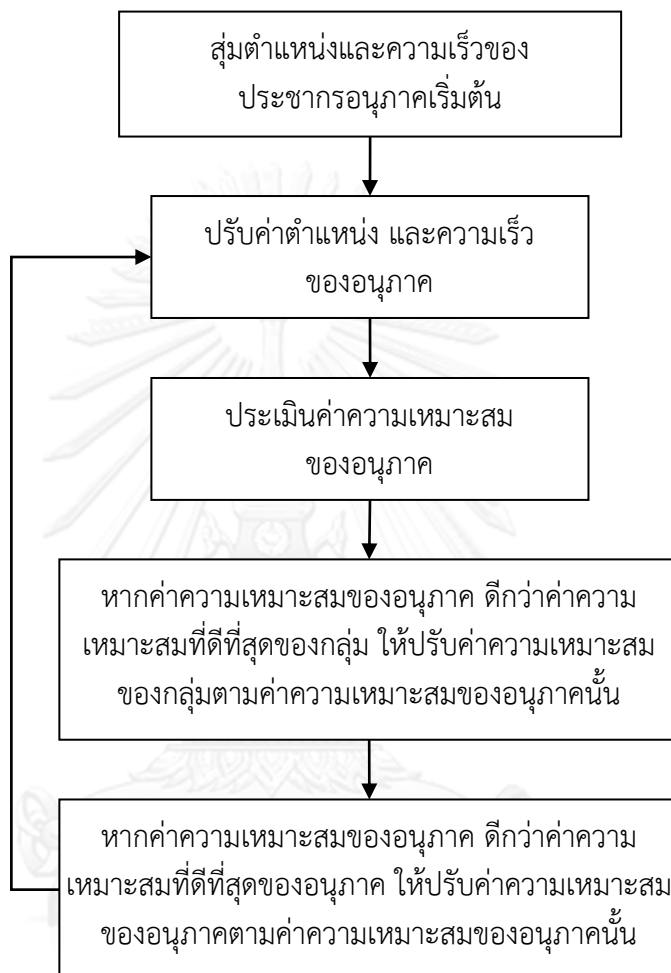 สุ่มตำแหน่งและความเร็วของ
ประชากรอนุภาคเริ่มต้น
ปรับค่าตำแหน่ง และความเร็ว
ของอนุภาค
ประเมินค่าความเหมาะสม
ของอนุภาค
หากค่าความเหมาะสมของอนุภาค ดีกว่าค่าความ
เหมาะสมที่ดีที่สุดของกลุ่ม ให้ปรับค่าความเหมาะสม
ของกลุ่มตามค่าความเหมาะสมของอนุภาคนั้น
หากค่าความเหมาะสมของอนุภาค ดีกว่าค่าความ
เหมาะสมที่ดีที่สุดของอนุภาค ให้ปรับค่าความเหมาะสม
ของอนุภาคตามค่าความเหมาะสมของอนุภาคนั้น